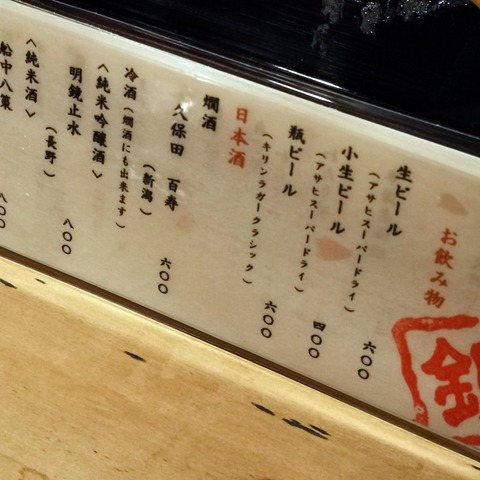 お飲み物
生ビール
(アサヒスーパードライ) 六〇〇
小生ビール
(アサヒスーパードライ) 四〇〇
瓶ビール
(キリンラガークラシック) 六〇〇
日本酒
燗酒
久保田 百寿
(新潟) 六〇〇
冷酒(燗酒にも出来ます)
〈純米吟醸酒〉
明鏡止水
(長野) 八〇〇
〈純米酒〉
船中八策
八〇〇